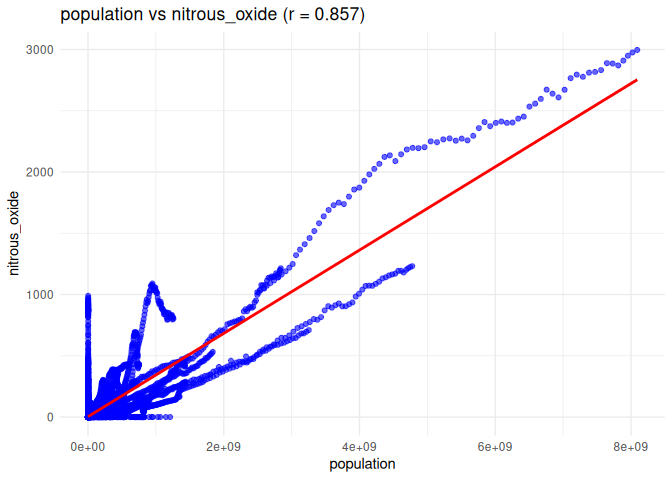 population vs nitrous_oxide (r = 0.857)
3000
2000
1000
0
nitrous_oxide
0e+00
2e+09
4e+09
6e+09
8e+09
population